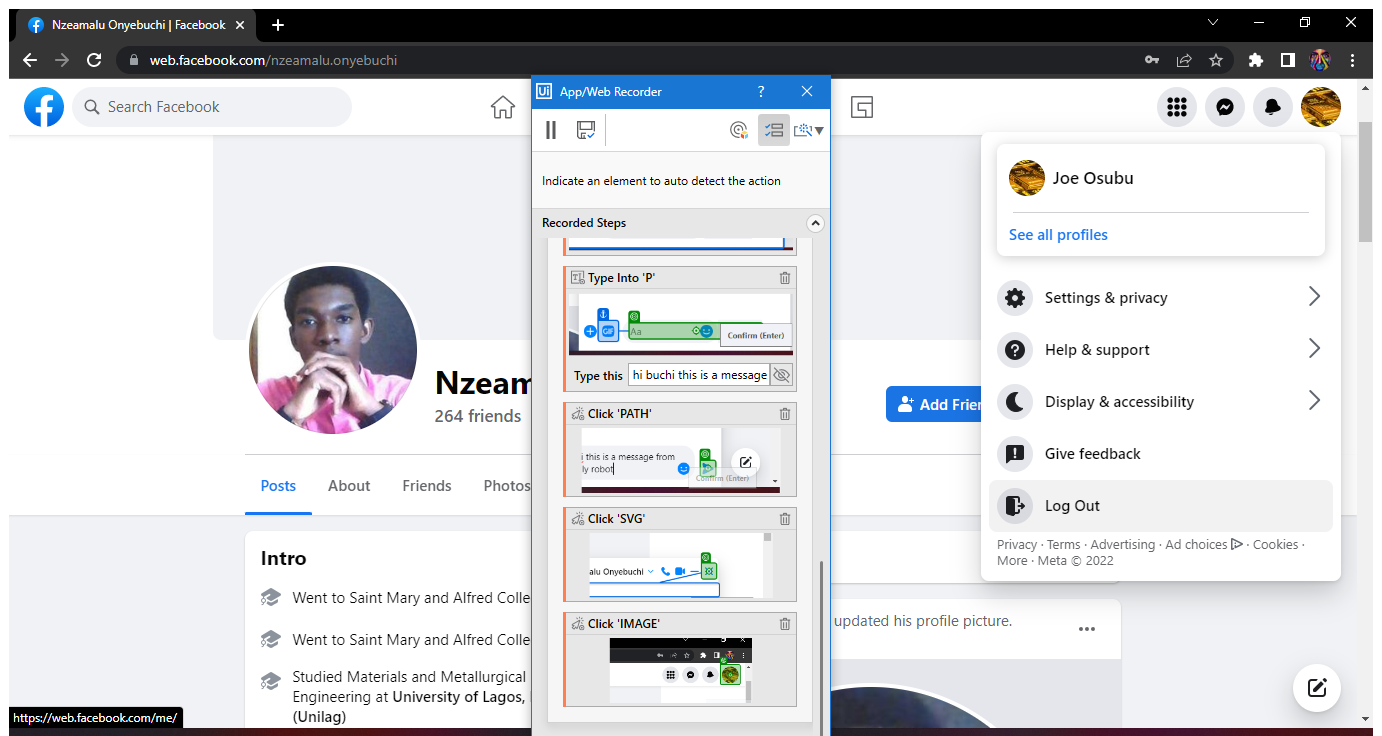 Nzeamalu Onyebuchi | Facebook
web.facebook.com/nzeamalu.onyebuchi
Search Facebook
Ui App/Web Recorder ?
Indicate an element to auto detect the action
Recorded Steps
Type Into 'P'
GIF Aa
Confirm (Enter)
Type this hi buchi this is a message
Click 'PATH'
i this is a message from
ly robot
Confirm (Enter)
Click 'SVG'
alu Onyebuchi
Click 'IMAGE'
Joe Osubu
See all profiles
Settings & privacy
Help & support
Display & accessibility
Give feedback
Log Out
Privacy · Terms · Advertising · Ad choices · Cookies ·
More · Meta © 2022
Nzeam
264 friends
Add Frie
Posts About Friends Photos
Intro
Went to Saint Mary and Alfred Colle
Went to Saint Mary and Alfred Colle
Studied Materials and Metallurgical
Engineering at University of Lagos,
(Unilag)
updated his profile picture.
https://web.facebook.com/me/